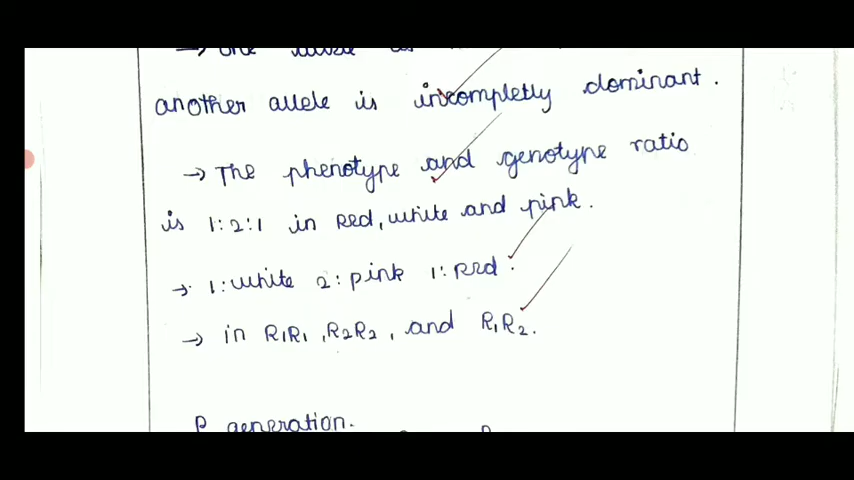 another allele is incompletly dominant.
→ The phenotype and genotype ratio
is 1:2:1 in Red, white and pink.
→ 1:white 2:pink 1:Red.
→ in R1R1, R2R2, and R1R2.
P generation.